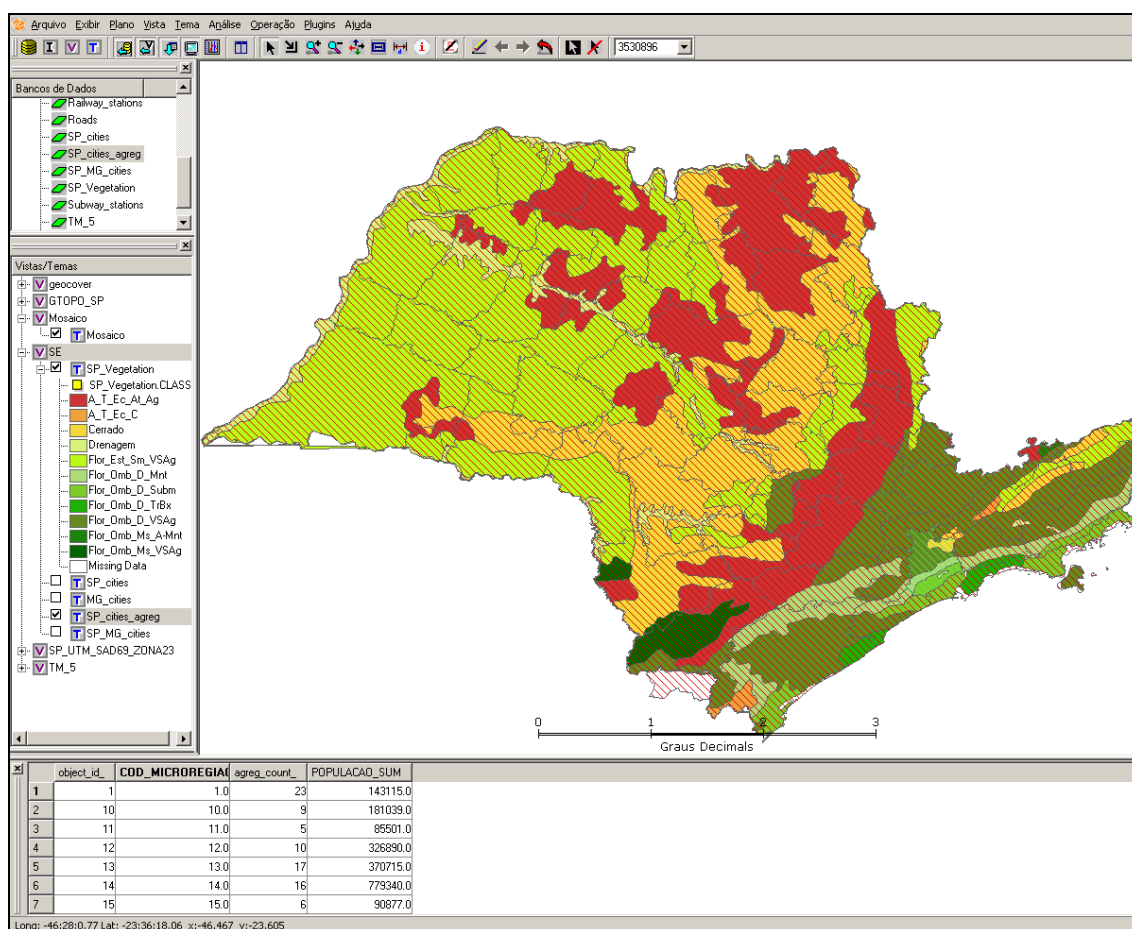 Arquivo Exibir Plano Vista Tema Análise Operação Plugins Ajuda
I V T 3530896
Bancos de Dados
Railway_stations
Roads
SP_cities
SP_cities_agreg
SP_MG_cities
SP_Vegetation
Subway_stations
TM_5
Vistas/Temas
V geocover
V GTOPO_SP
V Mosaico
T Mosaico
V SE
T SP_Vegetation
SP_Vegetation.CLASS
A_T_Ec_At_Ag
A_T_Ec_C
Cerrado
Drenagem
Flor_Est_Sm_VSAg
Flor_Omb_D_Mnt
Flor_Omb_D_Subm
Flor_Omb_D_TrBx
Flor_Omb_D_VSAg
Flor_Omb_Ms_A-Mnt
Flor_Omb_Ms_VSAg
Missing Data
T SP_cities
T MG_cities
T SP_cities_agreg
T SP_MG_cities
V SP_UTM_SAD69_ZONA23
V TM_5
0 1 2 3
Graus Decimals
object_id_ COD_MICROREGIAO agreg_count_ POPULACAO_SUM
1 1 1.0 23 143115.0
2 10 10.0 9 181039.0
3 11 11.0 5 85501.0
4 12 12.0 10 326890.0
5 13 13.0 17 370715.0
6 14 14.0 16 779340.0
7 15 15.0 6 90877.0
Long: -46:28:0.77 Lat: -23:36:18.06 x:-46.467 y:-23.605